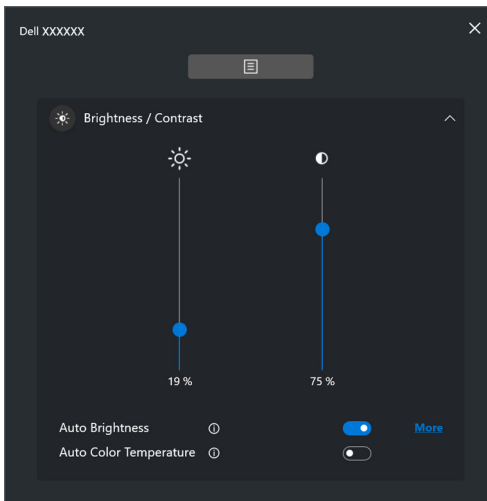 Dell XXXXXX
Brightness / Contrast
19 % 75 %
Auto Brightness More
Auto Color Temperature